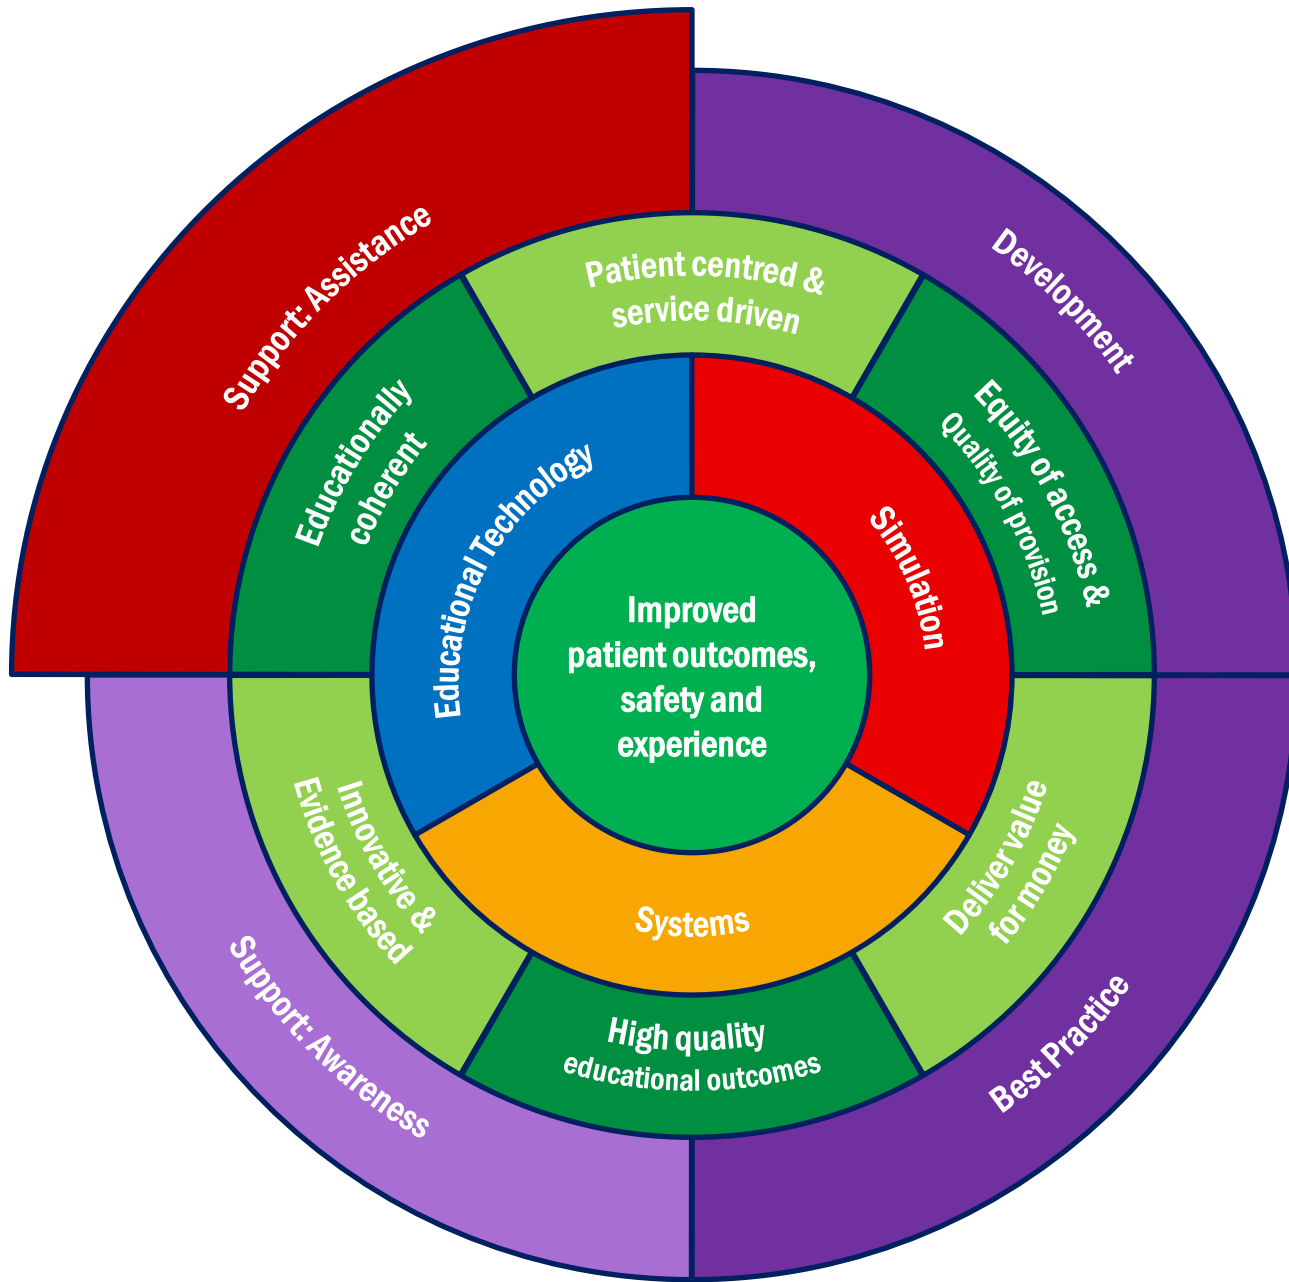 Support: Assistance
Development
Patient centred &
service driven
Educationally
coherent
Equity of access &
Quality of provision
Educational Technology
Simulation
Improved
patient outcomes,
safety and
experience
Innovative &
Evidence based
Deliver value
for money
Systems
High quality
educational outcomes
Support: Awareness
Best Practice